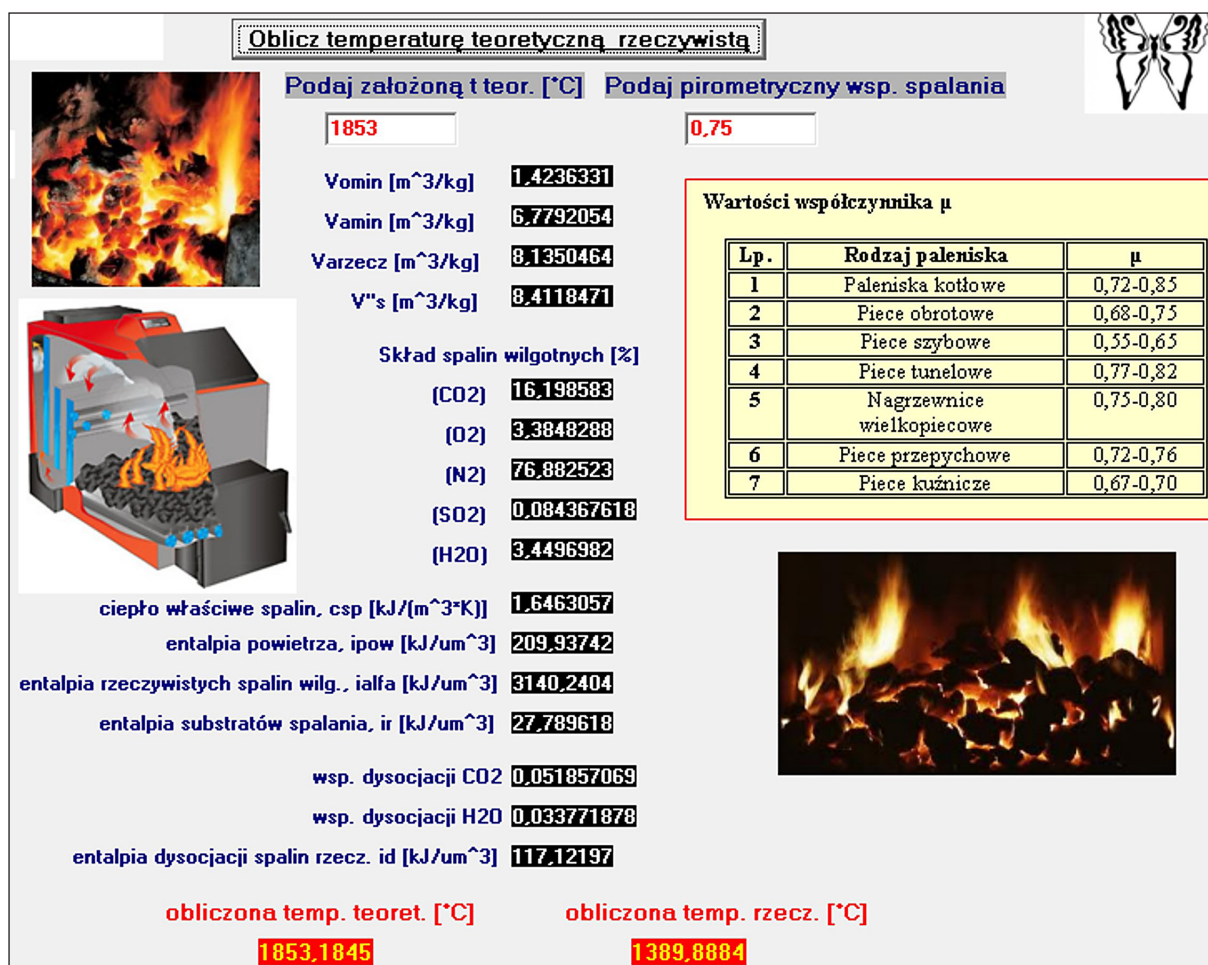 Oblicz temperaturę teoretyczną rzeczywistą
Podaj założoną t teor. [°C] Podaj pirometryczny wsp. spalania
1853 0,75
Vomin [m^3/kg] 1,4236331
Vamin [m^3/kg] 6,7792054
Varzecz [m^3/kg] 8,1350464
V"s [m^3/kg] 8,4118471
Skład spalin wilgotnych [%]
(CO2) 16,198583
(O2) 3,3848288
(N2) 76,882523
(SO2) 0,084367618
(H2O) 3,4496982
ciepło właściwe spalin, csp [kJ/(m^3*K)] 1,6463057
entalpia powietrza, ipow [kJ/um^3] 209,93742
entalpia rzeczywistych spalin wilg., ialfa [kJ/um^3] 3140,2404
entalpia substratów spalania, ir [kJ/um^3] 27,789618
wsp. dysocjacji CO2 0,051857069
wsp. dysocjacji H2O 0,033771878
entalpia dysocjacji spalin rzecz. id [kJ/um^3] 117,12197
Wartości współczynnika µ
Lp. Rodzaj paleniska µ
1 Paleniska kotłowe 0,72-0,85
2 Piece obrotowe 0,68-0,75
3 Piece szybowe 0,55-0,65
4 Piece tunelowe 0,77-0,82
5 Nagrzewnice 0,75-0,80
wielkopiecowe
6 Piece przepychowe 0,72-0,76
7 Piece kuźnicze 0,67-0,70
obliczona temp. teoret. [°C] obliczona temp. rzecz. [°C]
1853,1845 1389,8884